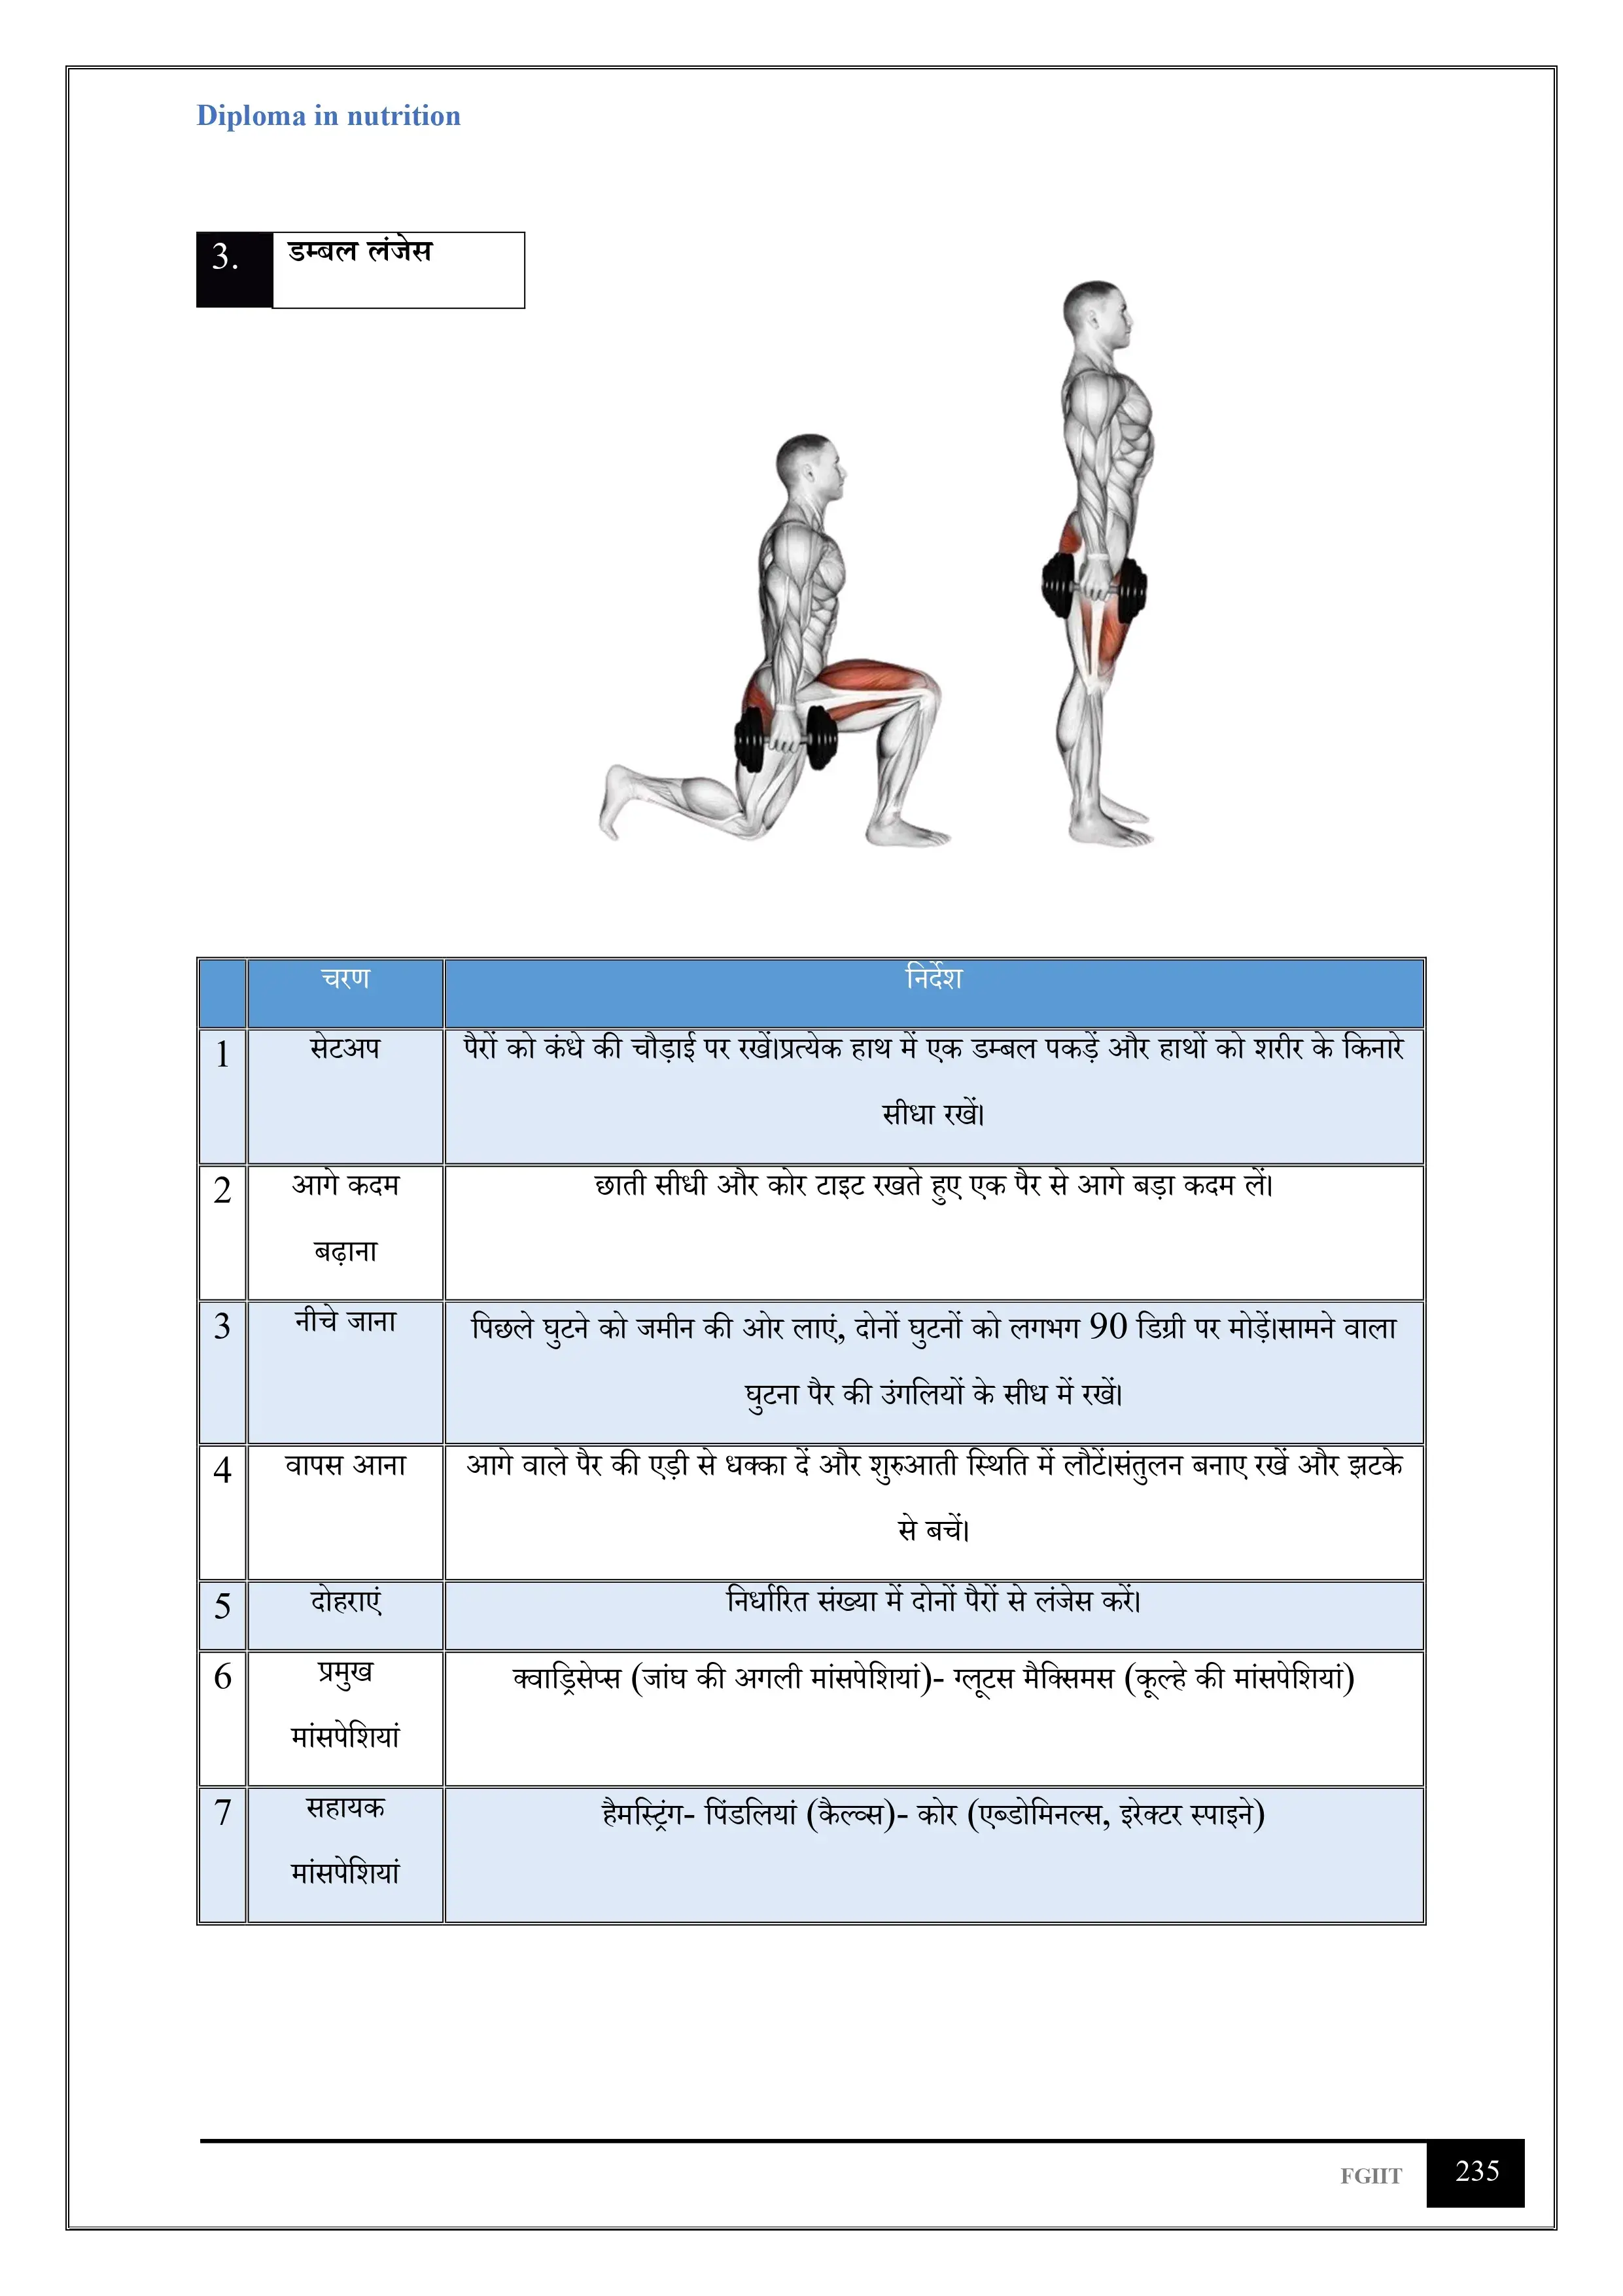 Diploma in nutrition
3. डम्बल लंजेस
चरण निर्देश
1 सेटअप पैरों को कंधे की चौड़ाई पर रखें।प्रत्येक हाथ में एक डम्बल पकड़ें और हाथों को शरीर के किनारे
सीधा रखें।
2 आगे कदम छाती सीधी और कोर टाइट रखते हुए एक पैर से आगे बड़ा कदम लें।
बढ़ाना
3 नीचे जाना पिछले घुटने को जमीन की ओर लाएं, दोनों घुटनों को लगभग 90 डिग्री पर मोड़ें।सामने वाला
घुटना पैर की उंगलियों के सीध में रखें।
4 वापस आना आगे वाले पैर की एड़ी से धक्का दें और शुरुआती स्थिति में लौटें।संतुलन बनाए रखें और झटके
से बचें।
5 दोहराएं निर्धारित संख्या में दोनों पैरों से लंजेस करें।
6 प्रमुख क्वाड्रिसेप्स (जांघ की अगली मांसपेशियां)- ग्लूटस मैक्सिमस (कूल्हे की मांसपेशियां)
मांसपेशियां
7 सहायक हैमस्ट्रिंग- पिंडलियां (कैल्व्स)- कोर (एब्डोमिनल्स, इरेक्टर स्पाइने)
मांसपेशियां
FGIIT 235